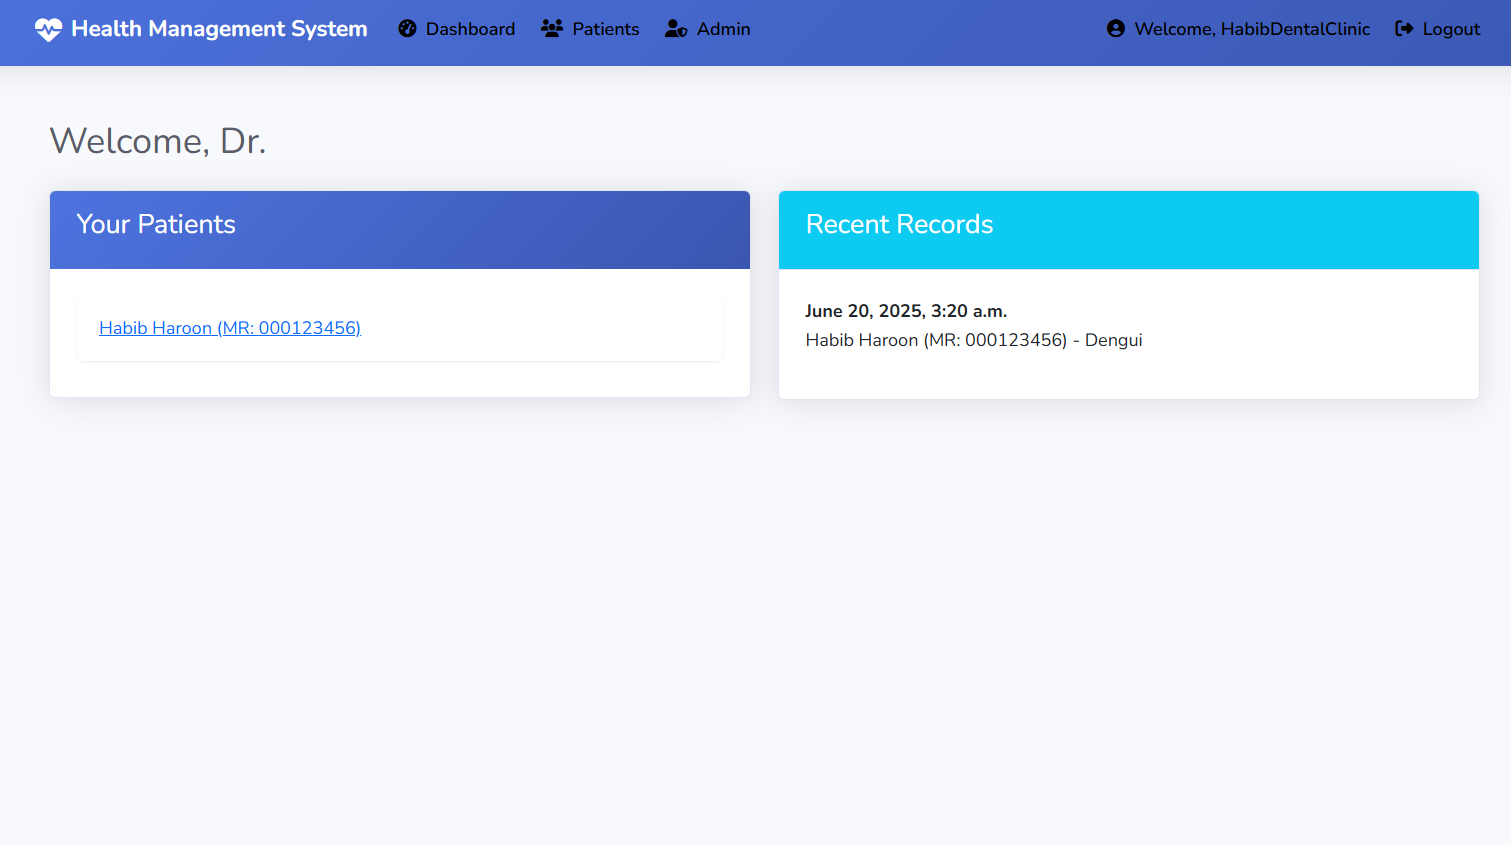 Health Management System Dashboard Patients Admin Welcome, HabibDentalClinic Logout
Welcome, Dr.
Your Patients
Habib Haroon (MR: 000123456)
Recent Records
June 20, 2025, 3:20 a.m.
Habib Haroon (MR: 000123456) - Dengui